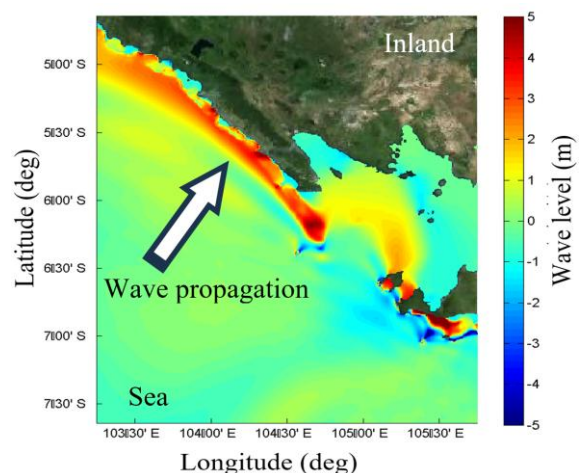 Inland
Wave propagation
Sea
Latitude (deg)
5‖00' S
5‖30' S
6‖00' S
6‖30' S
7‖00' S
7‖30' S
103‖30' E 104‖00' E 104‖30' E 105‖00' E 105‖30' E
Longitude (deg)
5
4
3
2
1
0
-1
-2
-3
-4
-5
Wave level (m)